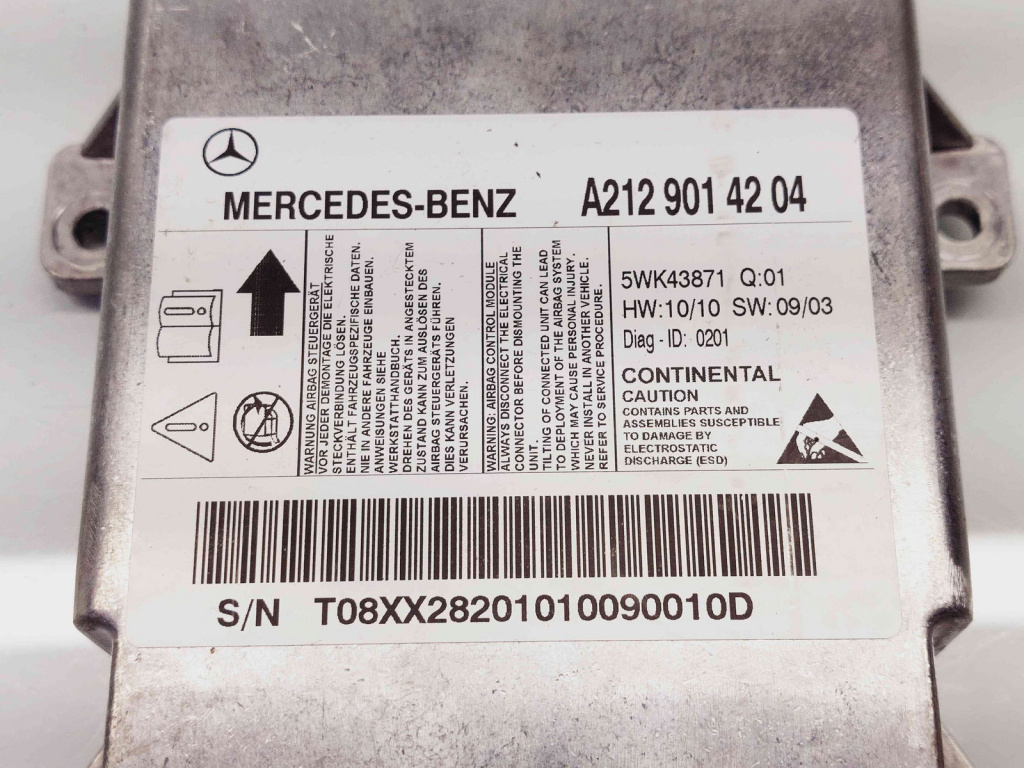 MERCEDES-BENZ A212 901 42 04
WARNUNG AIRBAG STEUERGERÄT
VOR JEDER DEMONTAGE DIE ELEKTRISCHE
STECKVERBINDUNG LÖSEN.
ENTHÄLT FAHRZEUGSPEZIFISCHE DATEN.
NIE IN ANDERE FAHRZEUGE EINBAUEN.
ANWEISUNGEN SIEHE
WERKSTATTHANDBUCH.
DREHEN DES GERÄTS IN ANGESTECKTEM
ZUSTAND KANN ZUM AUSLÖSEN DES
AIRBAG STEUERGERÄTS FÜHREN.
DIES KANN VERLETZUNGEN
VERURSACHEN.
WARNING: AIRBAG CONTROL MODULE
ALWAYS DISCONNECT THE ELECTRICAL
CONNECTOR BEFORE DISMOUNTING THE
UNIT.
TILTING OF CONNECTED UNIT CAN LEAD
TO DEPLOYMENT OF THE AIRBAG SYSTEM
WHICH MAY CAUSE PERSONAL INJURY.
NEVER INSTALL IN ANOTHER VEHICLE.
REFER TO SERVICE PROCEDURE.
5WK43871 Q:01
HW:10/10 SW:09/03
Diag - ID: 0201
CONTINENTAL
CAUTION
CONTAINS PARTS AND
ASSEMBLIES SUSCEPTIBLE
TO DAMAGE BY
ELECTROSTATIC
DISCHARGE (ESD)
S/N T08XX28201010090010D